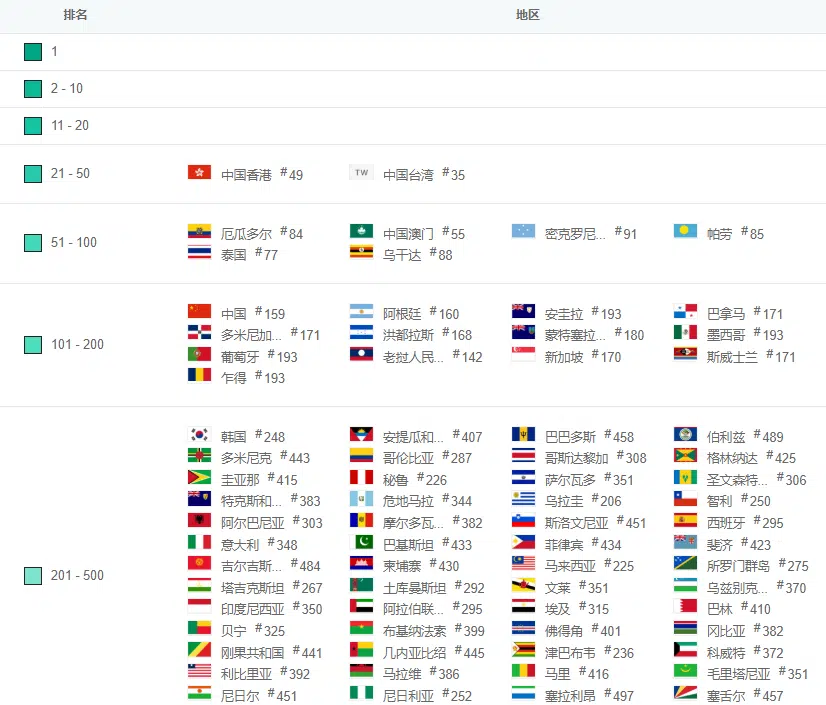 排名 地区
1
2 - 10
11 - 20
21 - 50 中国香港 #49 TW 中国台湾 #35
厄瓜多尔 #84 中国澳门 #55 密克罗尼... #91 帕劳 #85
51 - 100
泰国 #77 乌干达 #88
中国 #159 阿根廷 #160 安圭拉 #193 巴拿马 #171
多米尼加... #171 洪都拉斯 #168 蒙特塞拉... #180 墨西哥 #193
101 - 200
葡萄牙 #193 老挝人民... #142 新加坡 #170 斯威士兰 #171
乍得 #193
韩国 #248 安提瓜和... #407 巴巴多斯 #458 伯利兹 #489
多米尼克 #443 哥伦比亚 #287 哥斯达黎加 #308 格林纳达 #425
圭亚那 #415 秘鲁 #226 萨尔瓦多 #351 圣文森特... #306
特克斯和... #383 危地马拉 #344 乌拉圭 #206 智利 #250
阿尔巴尼亚 #303 摩尔多瓦... #382 斯洛文尼亚 #451 西班牙 #295
意大利 #348 巴基斯坦 #433 菲律宾 #434 斐济 #423
吉尔吉斯... #484 柬埔寨 #430 马来西亚 #225 所罗门群岛 #275
201 - 500
塔吉克斯坦 #267 土库曼斯坦 #292 文莱 #351 乌兹别克... #370
印度尼西亚 #350 阿拉伯联... #295 埃及 #315 巴林 #410
贝宁 #325 布基纳法索 #399 佛得角 #401 冈比亚 #382
刚果共和国 #441 几内亚比绍 #445 津巴布韦 #236 科威特 #372
利比里亚 #392 马拉维 #386 马里 #416 毛里塔尼亚 #351
尼日尔 #451 尼日利亚 #252 塞拉利昂 #497 塞舌尔 #457